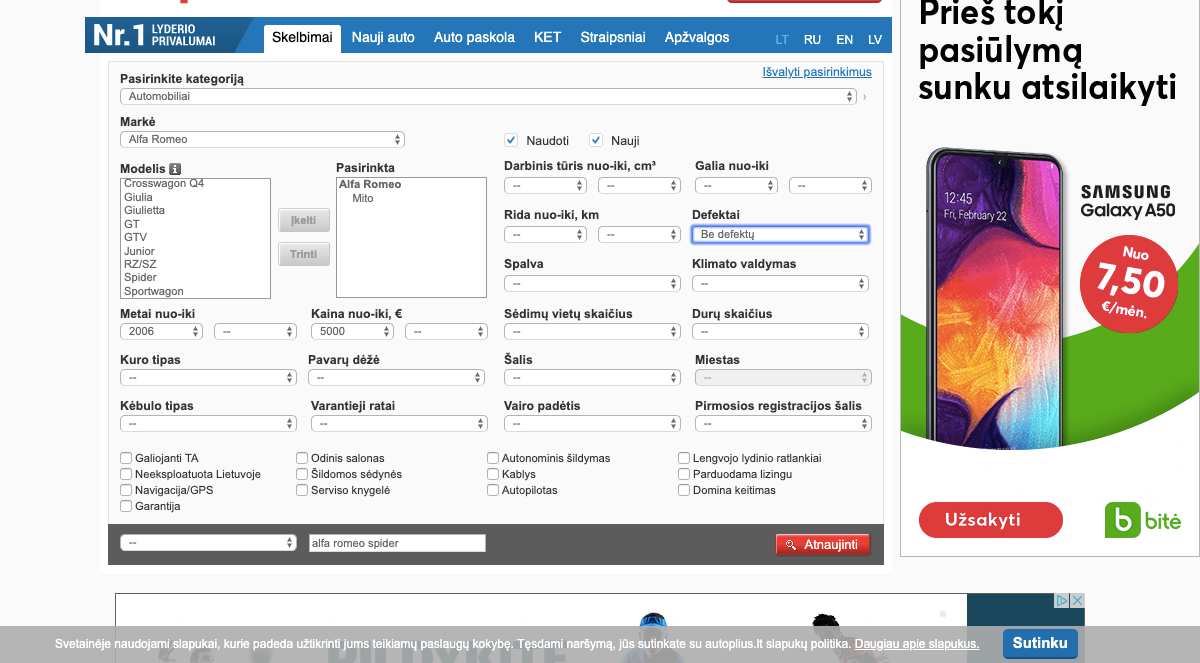 Nr.1 LYDERIO PRIVALUMAI
Skelbimai
Nauji auto
Auto paskola
KET
Straipsniai
Apžvalgos
LT
RU
EN
LV
Pasirinkite kategoriją
Išvalyti pasirinkimus
Automobiliai
Markė
Alfa Romeo
Naudoti
Nauji
Modelis
Pasirinkta
Darbinis tūris nuo-iki, cm³
Galia nuo-iki
Crosswagon Q4
Giulia
Giulietta
GT
GTV
Junior
RZ/SZ
Spider
Sportwagon
Įkelti
Trinti
Alfa Romeo
Mito
--
--
--
--
Rida nuo-iki, km
Defektai
--
--
Be defektų
Spalva
Klimato valdymas
--
--
Metai nuo-iki
Kaina nuo-iki, €
Sėdimų vietų skaičius
Durų skaičius
2006
--
5000
--
--
--
Kuro tipas
Pavarų dėžė
Šalis
Miestas
--
--
--
--
Kėbulo tipas
Varantieji ratai
Vairo padėtis
Pirmosios registracijos šalis
--
--
--
--
Galiojanti TA
Odinis salonas
Autonominis šildymas
Lengvojo lydinio ratlankiai
Neeksploatuota Lietuvoje
Šildomos sėdynės
Kablys
Parduodama lizingu
Navigacija/GPS
Serviso knygelė
Autopilotas
Domina keitimas
Garantija
--
alfa romeo spider
Atnaujinti
Prieš tokį
pasiūlymą
sunku atsilaikyti
12:45
Fri, February 22
SAMSUNG
Galaxy A50
Nuo
7,50
€/mėn.
Užsakyti
b bitė
Svetainėje naudojami slapukai, kurie padeda užtikrinti jums teikiamų paslaugų kokybę. Tęsdami naršymą, jūs sutinkate su autoplius.lt slapukų politika. Daugiau apie slapukus.
Sutinku